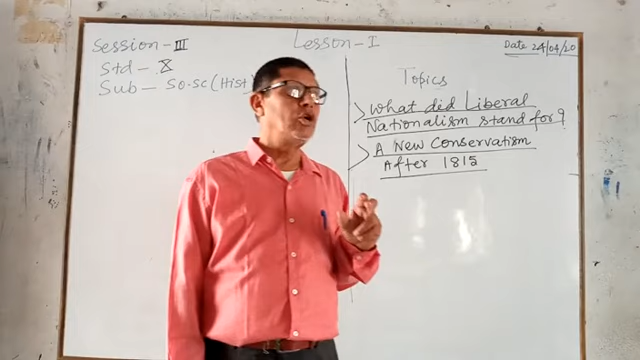 Session - III
Lesson - I
Date 24/04/20
Std - X
Sub - So.Sc (Hist
Topics
> What did Liberal
Nationalism stand for?
> A New Conservatism
After 1815